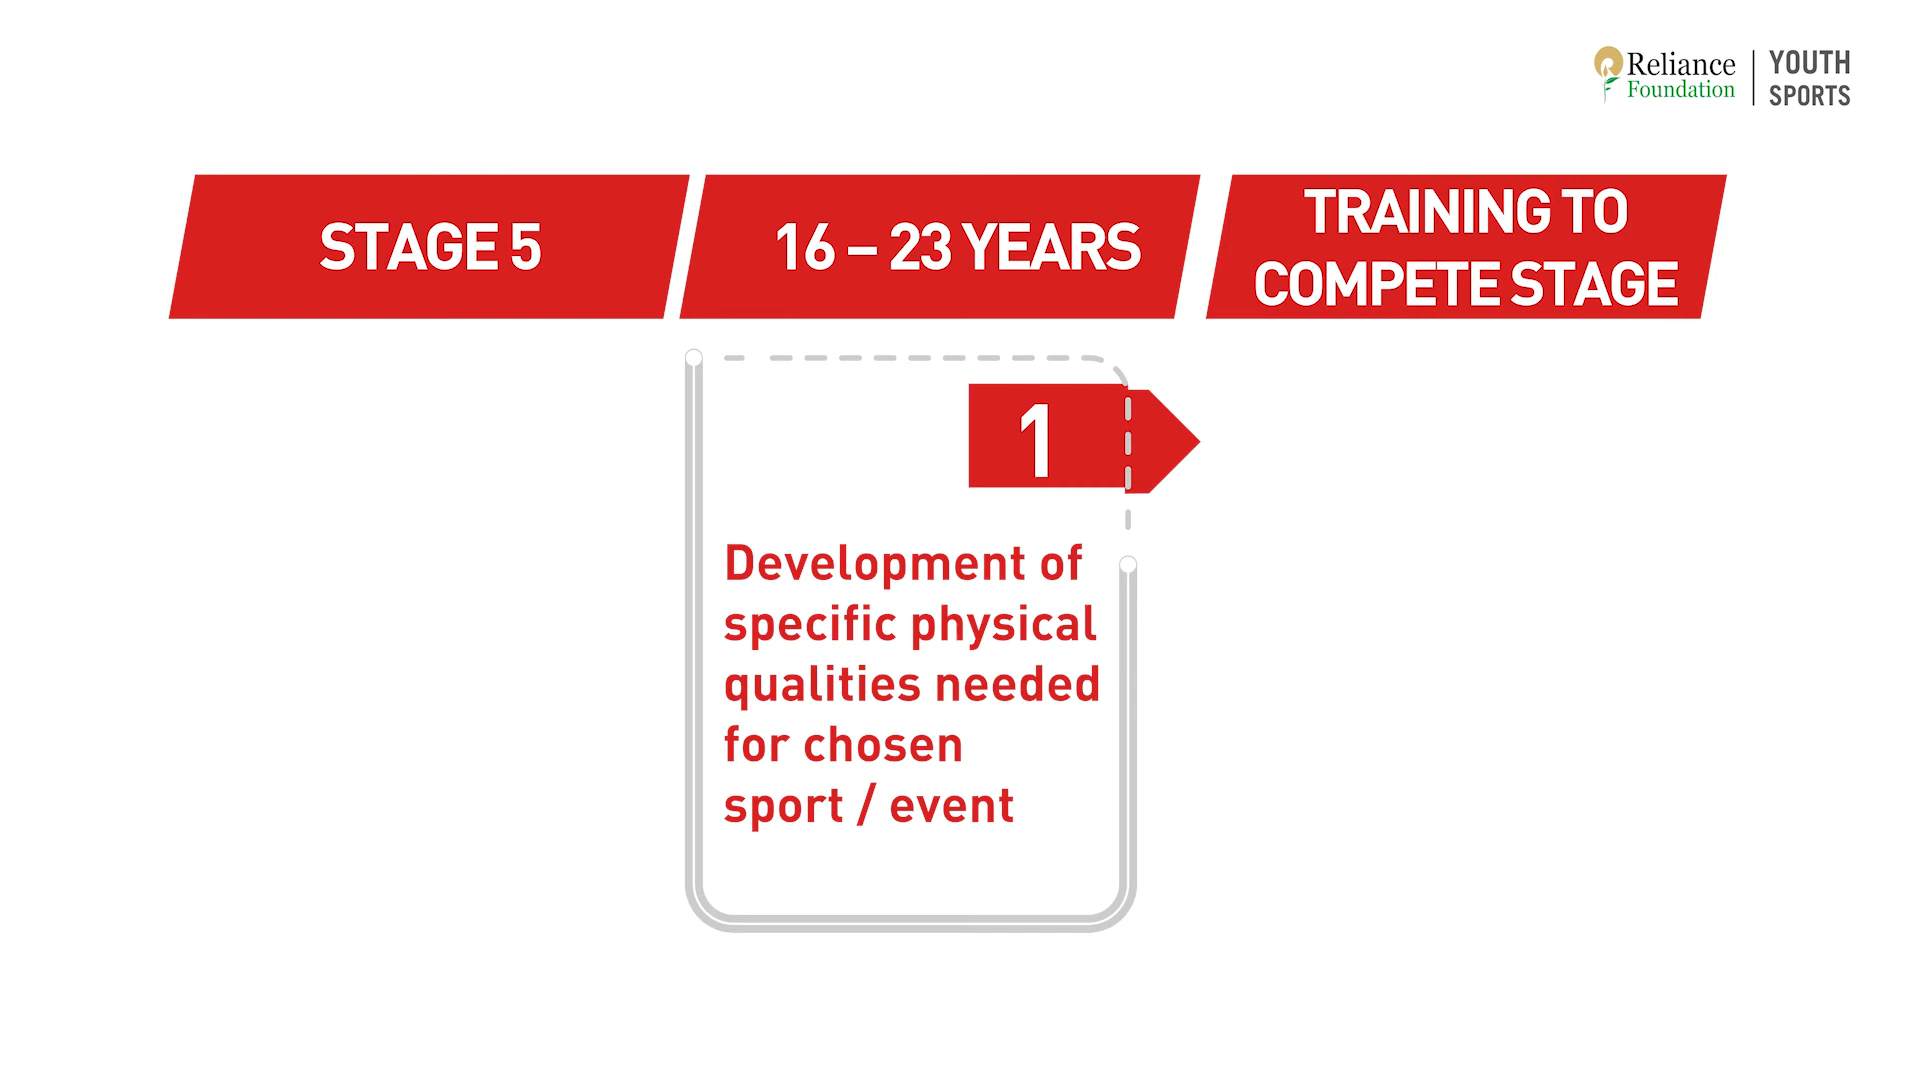 Reliance
Foundation
YOUTH
SPORTS
STAGE 5
16 – 23 YEARS
TRAINING TO
COMPETE STAGE
1
Development of
specific physical
qualities needed
for chosen
sport / event